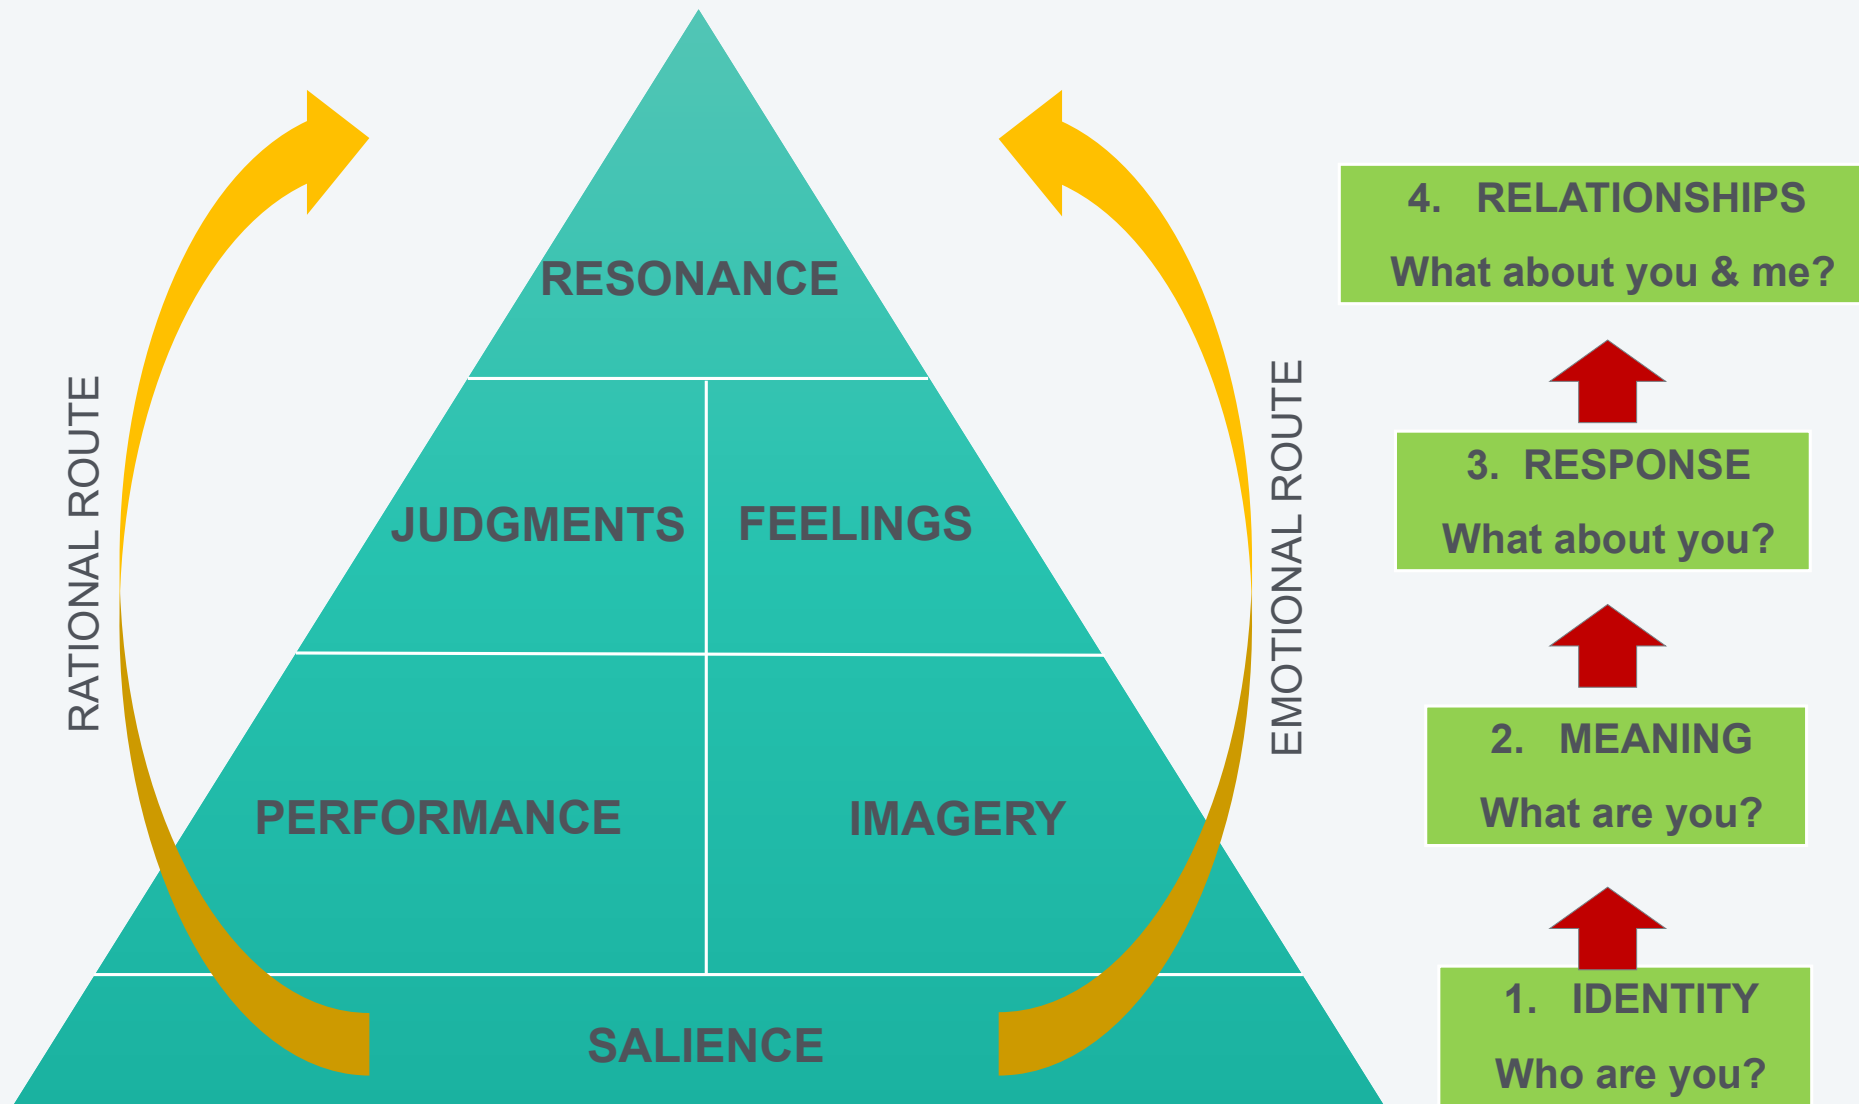 RATIONAL ROUTE
RESONANCE
JUDGMENTS
FEELINGS
PERFORMANCE
IMAGERY
SALIENCE
EMOTIONAL ROUTE
4. RELATIONSHIPS
What about you & me?
3. RESPONSE
What about you?
2. MEANING
What are you?
1. IDENTITY
Who are you?